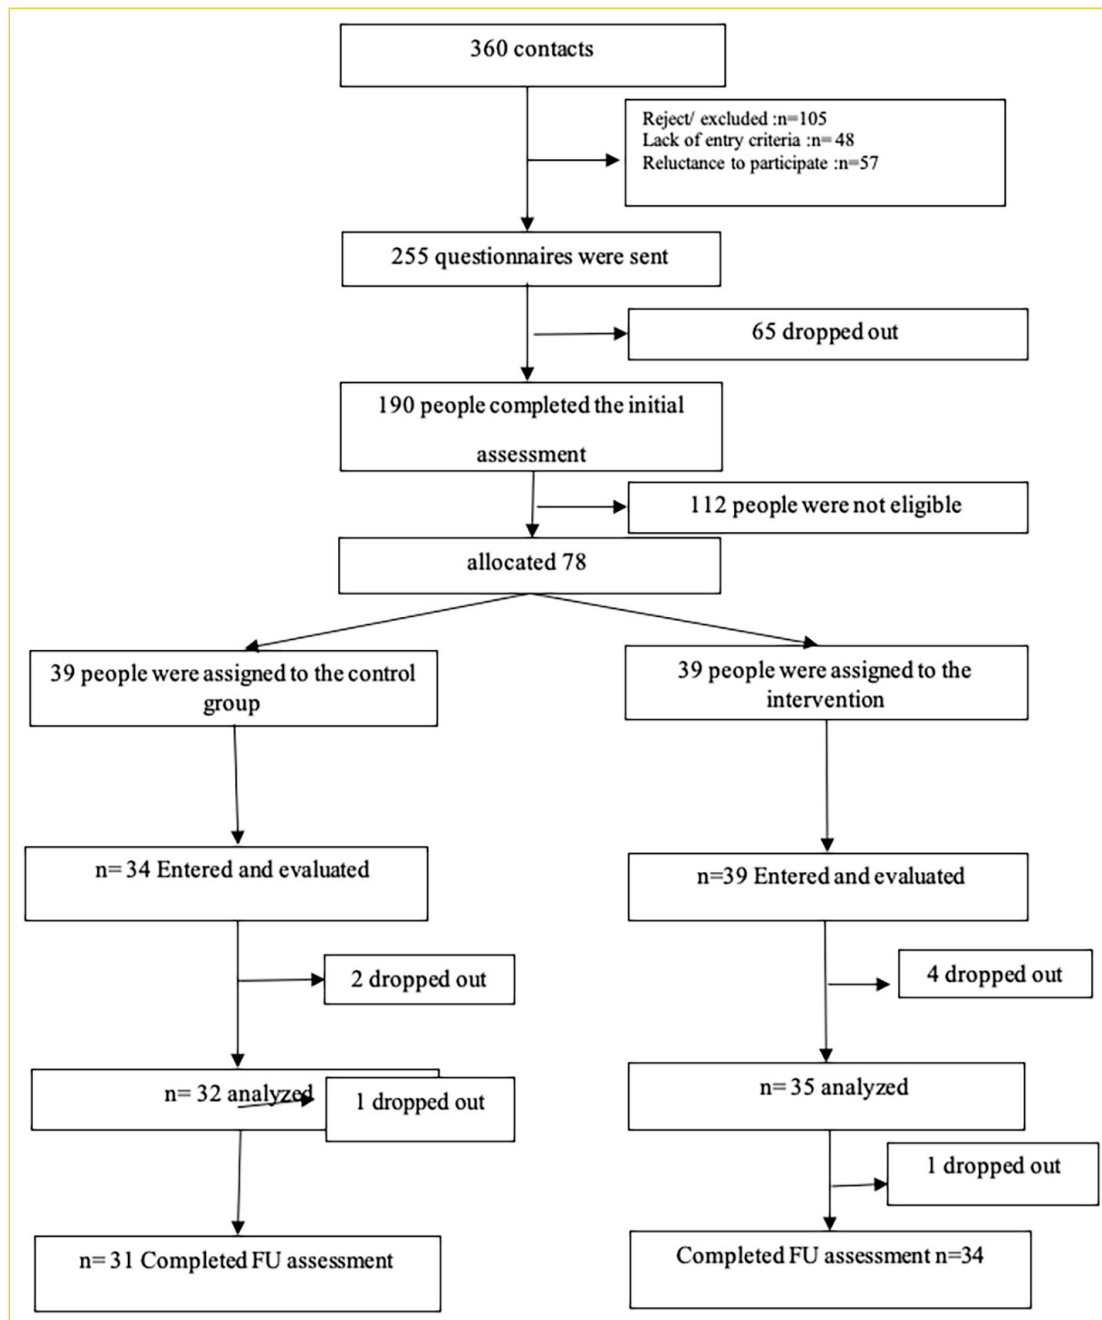 360 contacts
Reject/ excluded :n=105
Lack of entry criteria :n= 48
Reluctance to participate :n=57
255 questionnaires were sent
65 dropped out
190 people completed the initial
assessment
112 people were not eligible
allocated 78
39 people were assigned to the control
group
39 people were assigned to the
intervention
n= 34 Entered and evaluated
n=39 Entered and evaluated
2 dropped out
4 dropped out
n= 32 analyzed
1 dropped out
n= 35 analyzed
1 dropped out
n= 31 Completed FU assessment
Completed FU assessment n=34